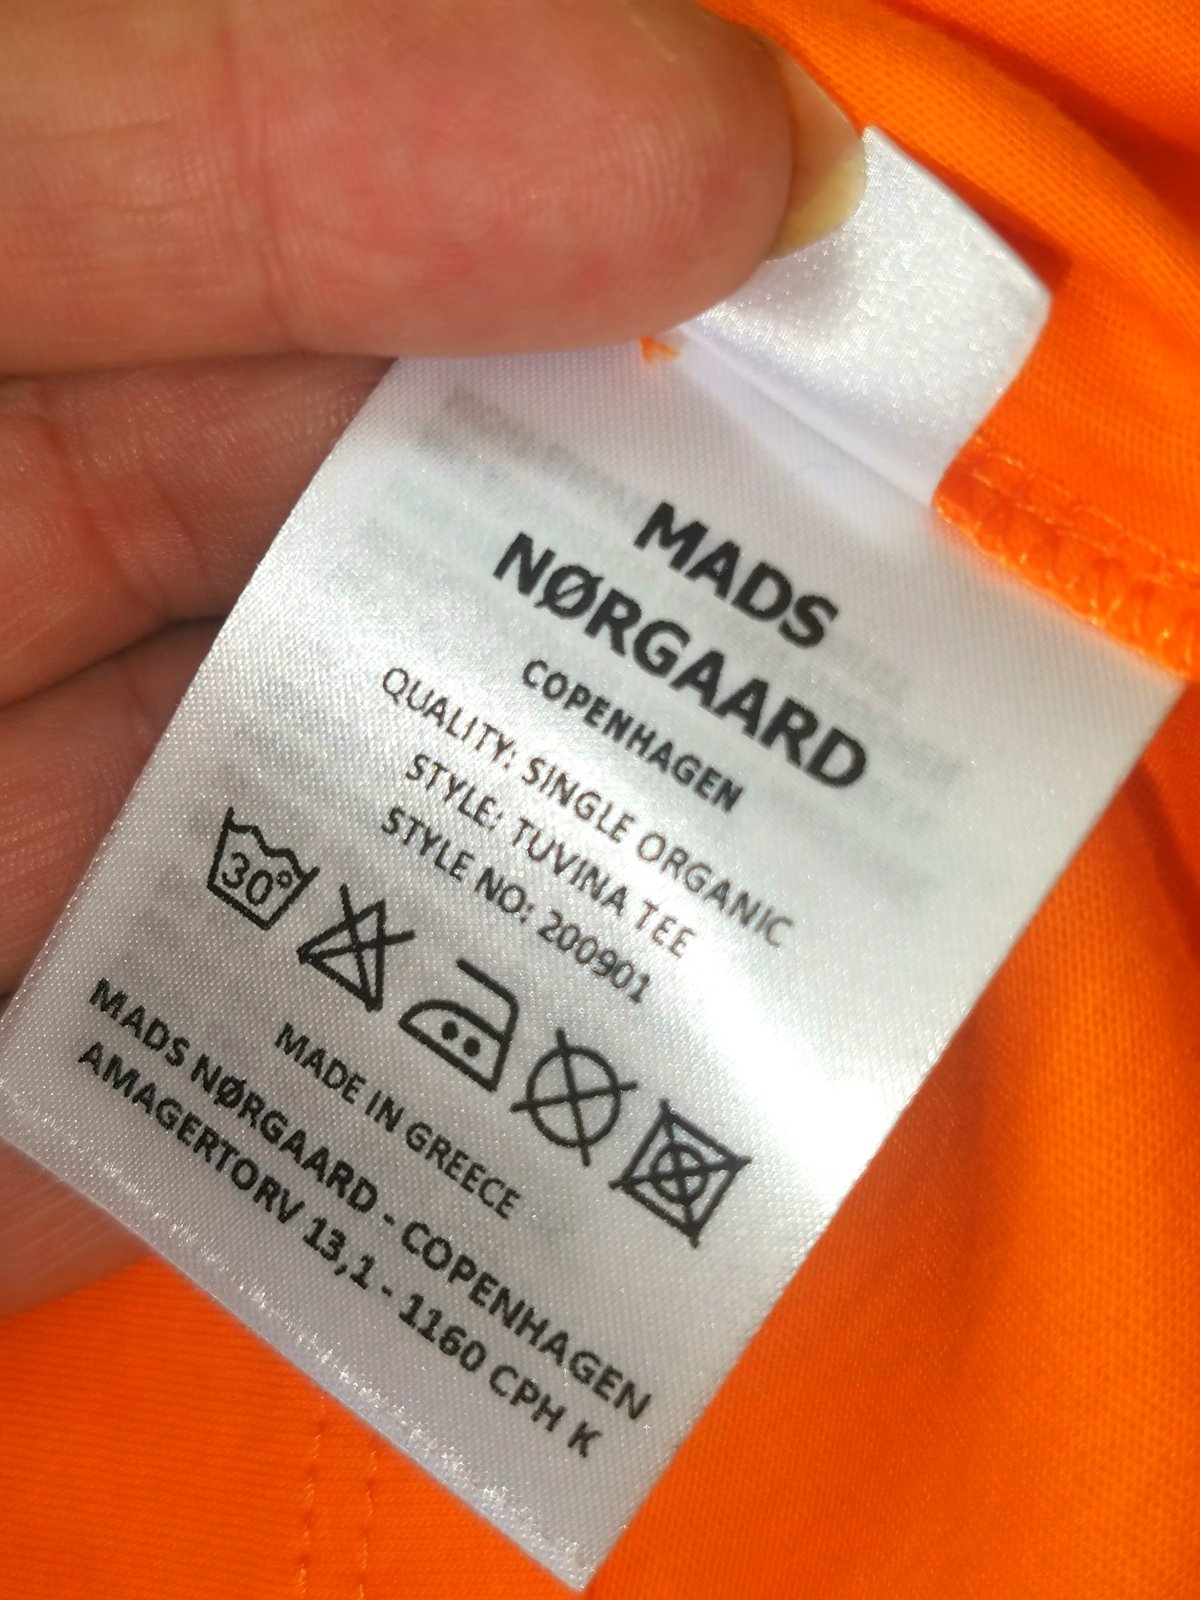 MADS
NØRGAARD
COPENHAGEN
QUALITY: SINGLE ORGANIC
STYLE: TUVINA TEE
STYLE NO: 200901
30°
MADE IN GREECE
MADS NØRGAARD - COPENHAGEN
AMAGERTORV 13,1 - 1160 CPH K